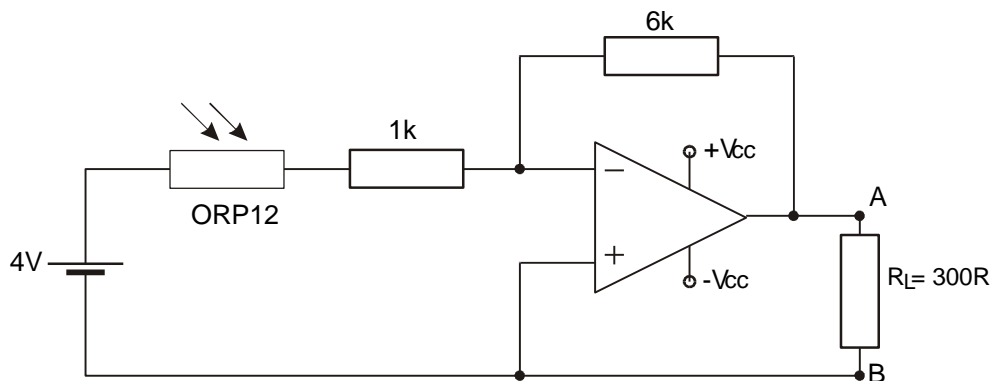 6k
1k
+Vcc
ORP12
A
4V
-Vcc
RL= 300R
B